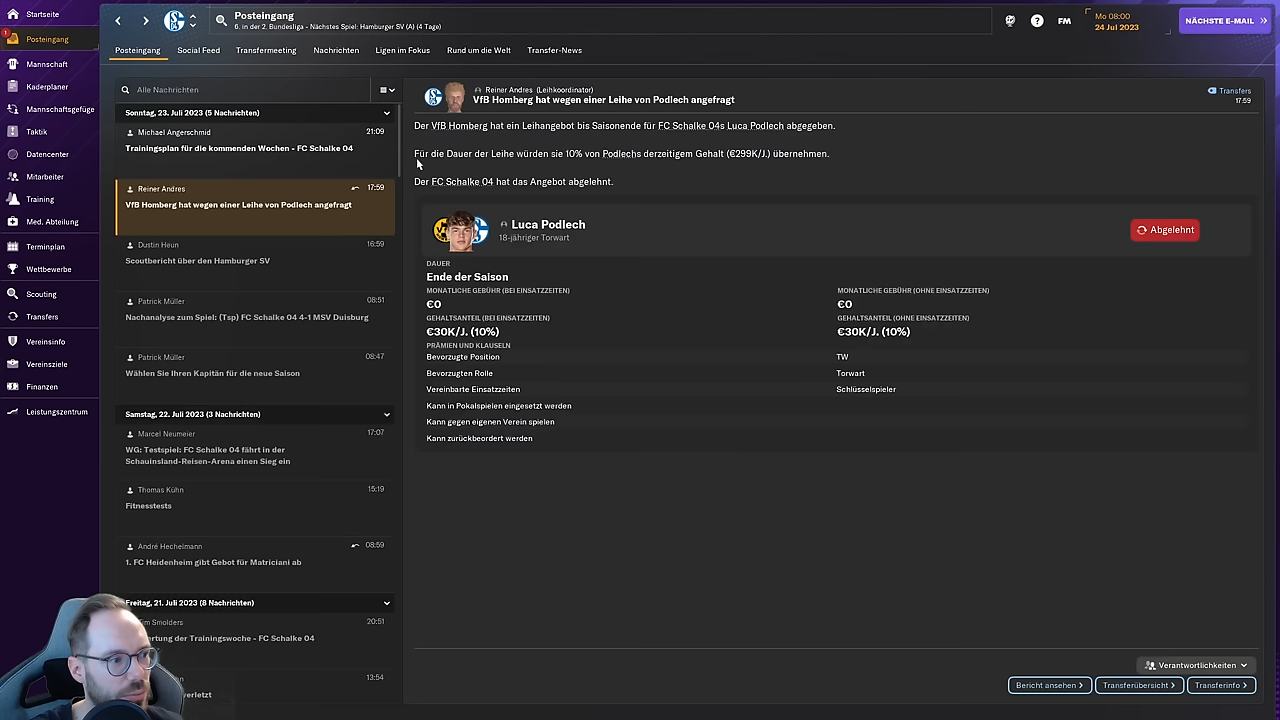 Startseite
Posteingang
6. in der 2. Bundesliga - Nächstes Spiel: Hamburger SV (A) (4 Tage)
FM
Mo 08:00
24 Jul 2023
NÄCHSTE E-MAIL
1
Posteingang
Mannschaft
Kaderplaner
Mannschaftsgefüge
Taktik
Datencenter
Mitarbeiter
Training
Med. Abteilung
Terminplan
Wettbewerbe
Scouting
Transfers
Vereinsinfo
Vereinsziele
Finanzen
Leistungszentrum
Posteingang
Social Feed
Transfermeeting
Nachrichten
Ligen im Fokus
Rund um die Welt
Transfer-News
Alle Nachrichten
Sonntag, 23. Juli 2023 (5 Nachrichten)
Michael Angerschmid 21:09
Trainingsplan für die kommenden Wochen - FC Schalke 04
Reiner Andres 17:59
VfB Homberg hat wegen einer Leihe von Podlech angefragt
Dustin Heun 16:59
Scoutbericht über den Hamburger SV
Patrick Müller 08:51
Nachanalyse zum Spiel: (Tsp) FC Schalke 04 4-1 MSV Duisburg
Patrick Müller 08:47
Wählen Sie Ihren Kapitän für die neue Saison
Samstag, 22. Juli 2023 (3 Nachrichten)
Marcel Neumeier 17:07
WG: Testspiel: FC Schalke 04 fährt in der
Schauinsland-Reisen-Arena einen Sieg ein
Thomas Kühn 15:19
Fitnesstests
André Hechelmann 08:59
1. FC Heidenheim gibt Gebot für Matriciani ab
Freitag, 21. Juli 2023 (8 Nachrichten)
Tim Smolders 20:51
ertung der Trainingswoche - FC Schalke 04
13:54
verletzt
Reiner Andres (Leihkoordinator)
VfB Homberg hat wegen einer Leihe von Podlech angefragt
Transfers
17:59
Der VfB Homberg hat ein Leihangebot bis Saisonende für FC Schalke 04s Luca Podlech abgegeben.
Für die Dauer der Leihe würden sie 10% von Podlechs derzeitigem Gehalt (€299K/J.) übernehmen.
Der FC Schalke 04 hat das Angebot abgelehnt.
Luca Podlech
18-jähriger Torwart
Abgelehnt
DAUER
Ende der Saison
MONATLICHE GEBÜHR (BEI EINSATZZEITEN) MONATLICHE GEBÜHR (OHNE EINSATZZEITEN)
€0 €0
GEHALTSANTEIL (BEI EINSATZZEITEN) GEHALTSANTEIL (OHNE EINSATZZEITEN)
€30K/J. (10%) €30K/J. (10%)
PRÄMIEN UND KLAUSELN
Bevorzugte Position TW
Bevorzugten Rolle Torwart
Vereinbarte Einsatzzeiten Schlüsselspieler
Kann in Pokalspielen eingesetzt werden
Kann gegen eigenen Verein spielen
Kann zurückbeordert werden
Verantwortlichkeiten
Bericht ansehen
Transferübersicht
Transferinfo